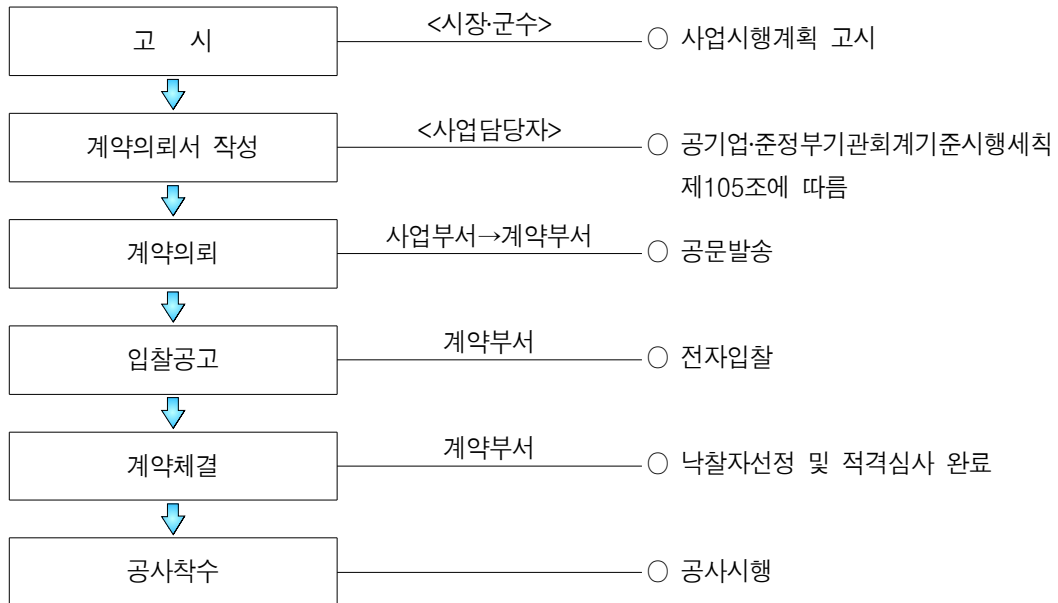 고 시 <시장·군수> ○ 사업시행계획 고시
계약의뢰서 작성 <사업담당자> ○ 공기업·준정부기관회계기준시행세칙
제105조에 따름
계약의뢰 사업부서→계약부서 ○ 공문발송
입찰공고 계약부서 ○ 전자입찰
계약체결 계약부서 ○ 낙찰자선정 및 적격심사 완료
공사착수 ○ 공사시행